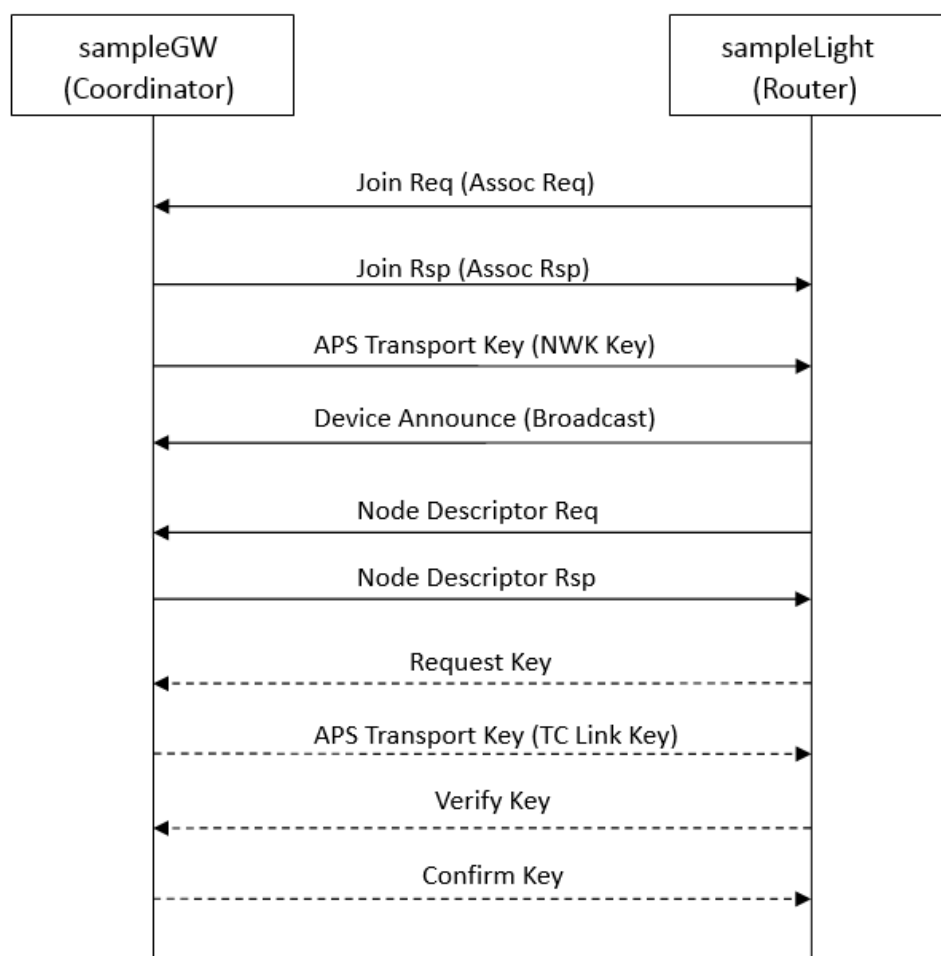 sampleGW
(Coordinator)
sampleLight
(Router)
Join Req (Assoc Req)
Join Rsp (Assoc Rsp)
APS Transport Key (NWK Key)
Device Announce (Broadcast)
Node Descriptor Req
Node Descriptor Rsp
Request Key
APS Transport Key (TC Link Key)
Verify Key
Confirm Key